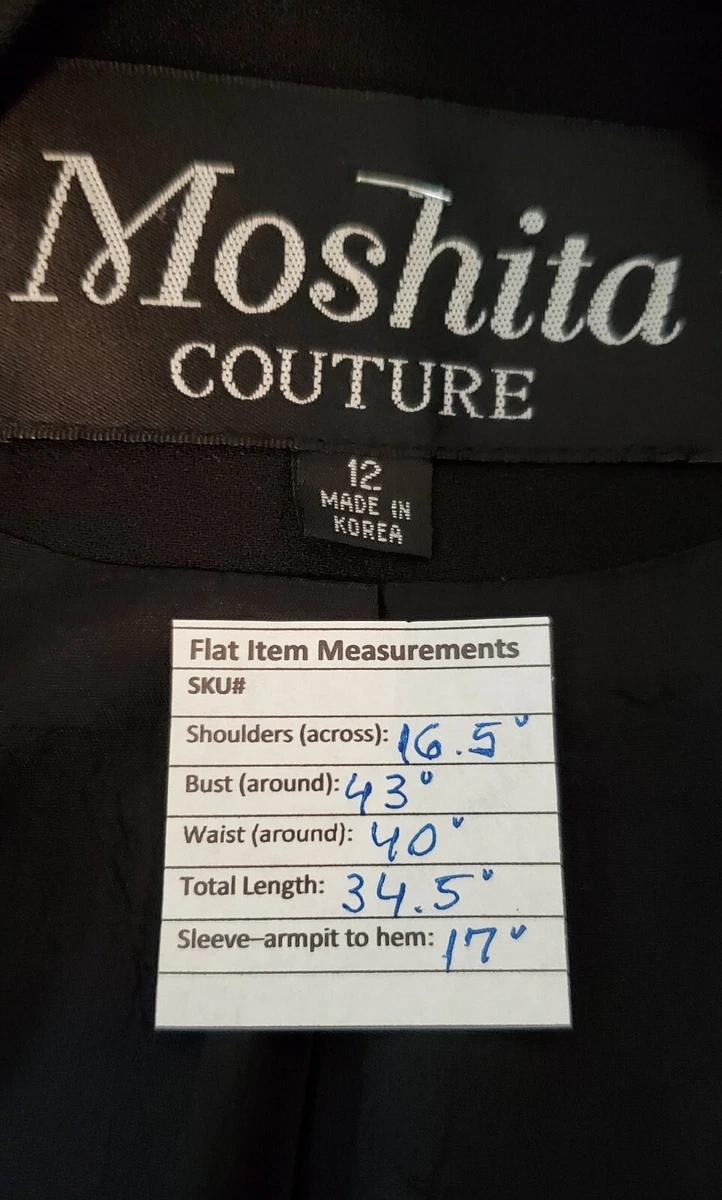 Moshita
COUTURE
12
MADE IN
KOREA
Flat Item Measurements
SKU#
Shoulders (across): 16.5"
Bust (around): 43"
Waist (around): 40"
Total Length: 34.5"
Sleeve–armpit to hem: 17"